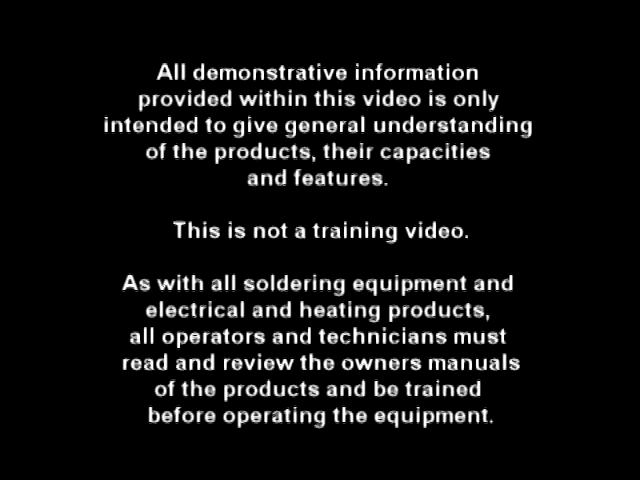 All demonstrative information
provided within this video is only
intended to give general understanding
of the products, their capacities
and features.
This is not a training video.
As with all soldering equipment and
electrical and heating products,
all operators and technicians must
read and review the owners manuals
of the products and be trained
before operating the equipment.